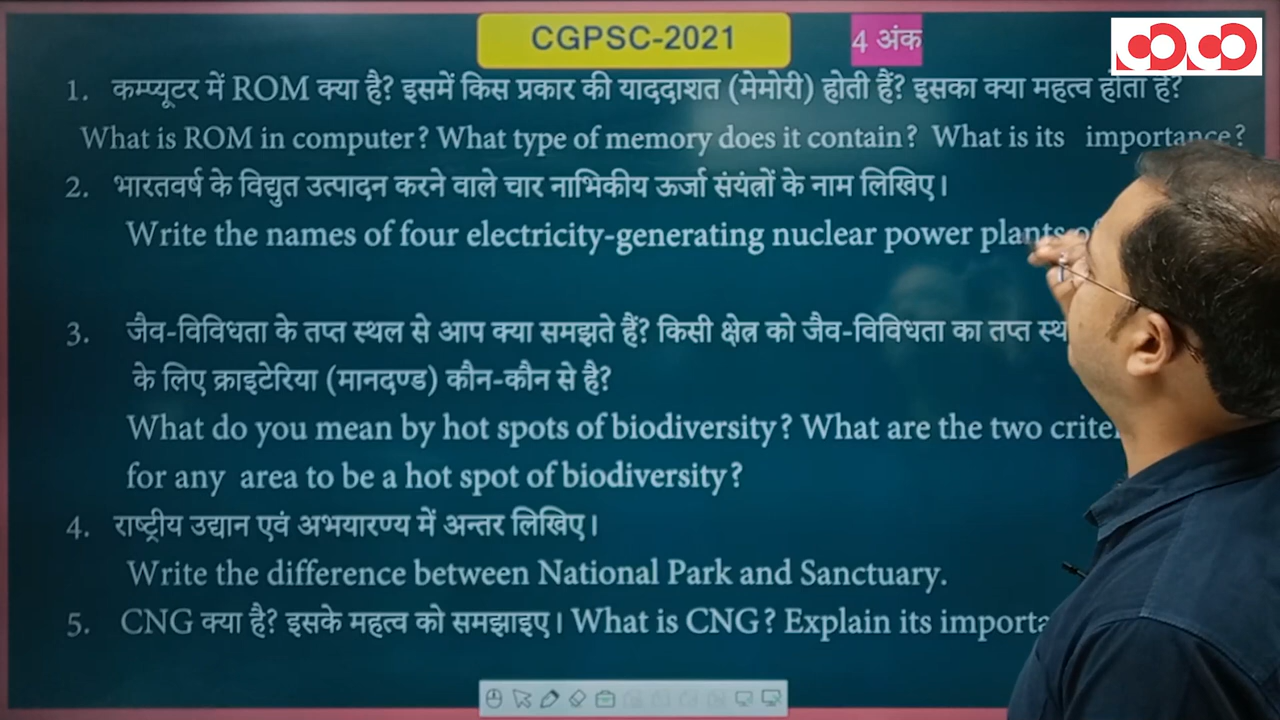 CGPSC-2021
4 अंक
1. कम्प्यूटर में ROM क्या है? इसमें किस प्रकार की याददाशत (मेमोरी) होती हैं? इसका क्या महत्व होता है?
What is ROM in computer? What type of memory does it contain? What is its importance?
2. भारतवर्ष के विद्युत उत्पादन करने वाले चार नाभिकीय ऊर्जा संयंत्रों के नाम लिखिए।
Write the names of four electricity-generating nuclear power plants
3. जैव-विविधता के तप्त स्थल से आप क्या समझते हैं? किसी क्षेत्र को जैव-विविधता का तप्त
के लिए क्राइटेरिया (मानदण्ड) कौन-कौन से है?
What do you mean by hot spots of biodiversity? What are the two
for any area to be a hot spot of biodiversity?
4. राष्ट्रीय उद्यान एवं अभयारण्य में अन्तर लिखिए।
Write the difference between National Park and Sanctuary.
5. CNG क्या है? इसके महत्व को समझाइए। What is CNG? Explain its